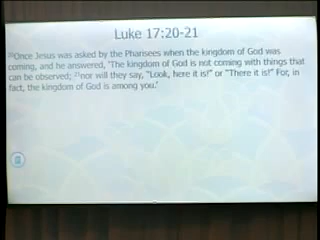 Luke 17:20-21
20Once Jesus was asked by the Pharisees when the kingdom of God was
coming, and he answered, 'The kingdom of God is not coming with things that
can be observed; 21nor will they say, "Look, here it is!" or "There it is!" For, in
fact, the kingdom of God is among you.'